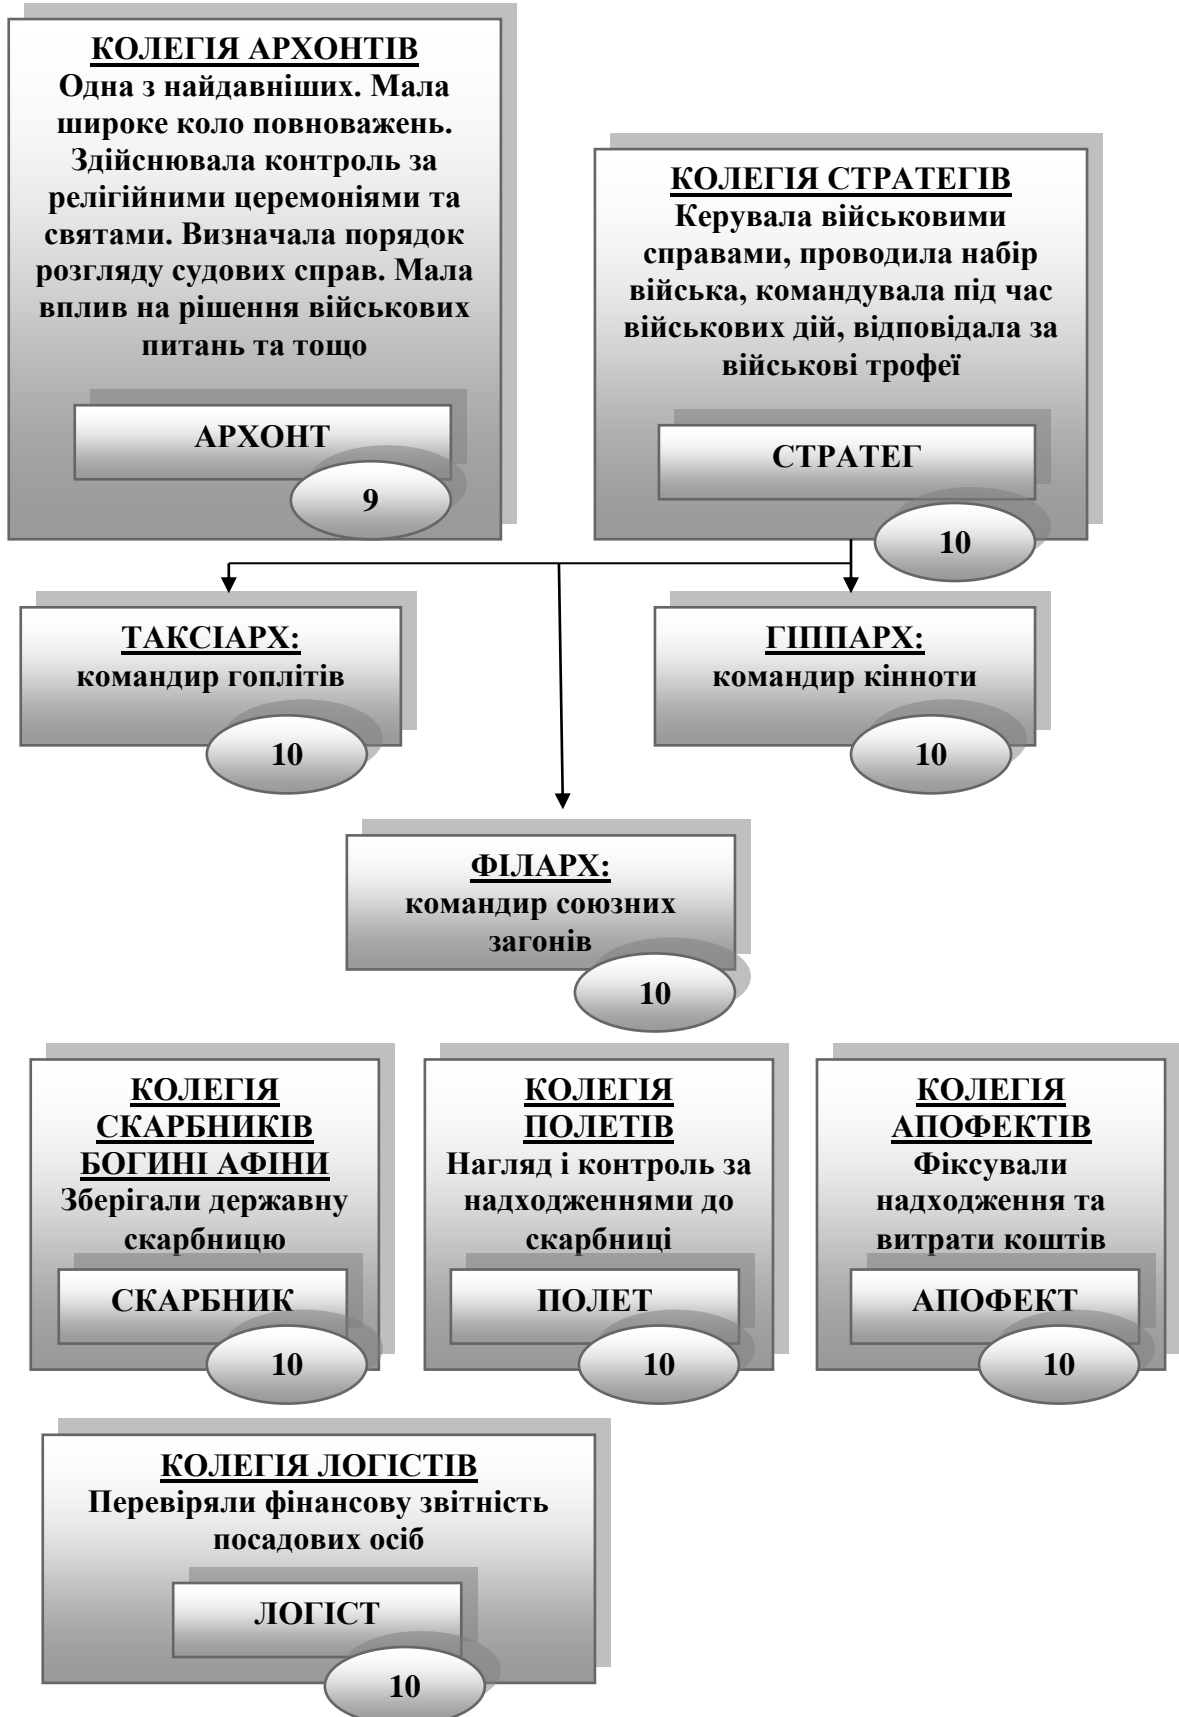 КОЛЕГІЯ АРХОНТІВ
Одна з найдавніших. Мала
широке коло повноважень.
Здійснювала контроль за
релігійними церемоніями та
святами. Визначала порядок
розгляду судових справ. Мала
вплив на рішення військових
питань та тощо
АРХОНТ
9
КОЛЕГІЯ СТРАТЕГІВ
Керувала військовими
справами, проводила набір
війська, командувала під час
військових дій, відповідала за
військові трофеї
СТРАТЕГ
10
ТАКСІАРХ:
командир гоплітів
10
ГІППАРХ:
командир кінноти
10
ФІЛАРХ:
командир союзних
загонів
10
КОЛЕГІЯ
СКАРБНИКІВ
БОГИНІ АФІНИ
Зберігали державну
скарбницю
СКАРБНИК
10
КОЛЕГІЯ
ПОЛЕТІВ
Нагляд і контроль за
надходженнями до
скарбниці
ПОЛЕТ
10
КОЛЕГІЯ
АПОФЕКТІВ
Фіксували
надходження та
витрати коштів
АПОФЕКТ
10
КОЛЕГІЯ ЛОГІСТІВ
Перевіряли фінансову звітність
посадових осіб
ЛОГІСТ
10